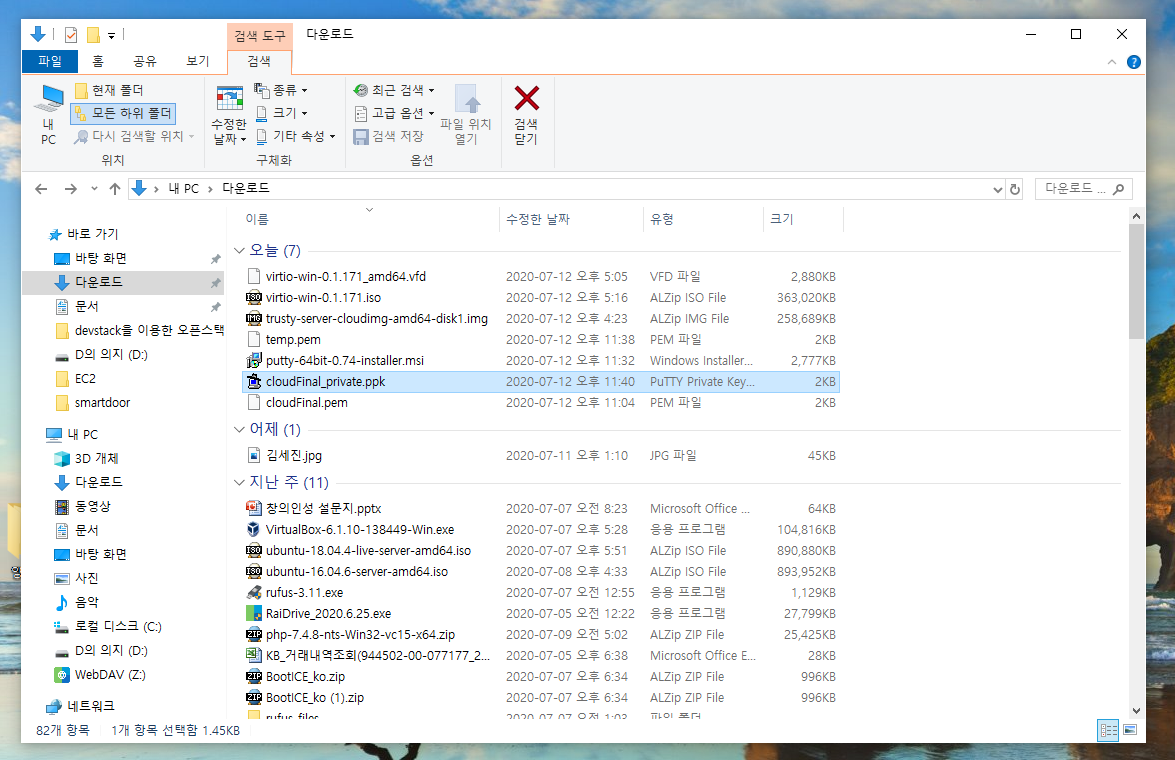 검색 도구 다운로드
파일 홈 공유 보기 검색
내 PC
현재 폴더
모든 하위 폴더
다시 검색할 위치
위치
수정한 날짜
종류
크기
기타 속성
구체화
최근 검색
고급 옵션
검색 저장
파일 위치 열기
옵션
검색 닫기
내 PC 다운로드
다운로드 ...
바로 가기
바탕 화면
다운로드
문서
devstack을 이용한 오픈스택
D의 의지 (D:)
EC2
smartdoor
내 PC
3D 개체
다운로드
동영상
문서
바탕 화면
사진
음악
로컬 디스크 (C:)
D의 의지 (D:)
WebDAV (Z:)
네트워크
이름 수정한 날짜 유형 크기
오늘 (7)
virtio-win-0.1.171_amd64.vfd 2020-07-12 오후 5:05 VFD 파일 2,880KB
virtio-win-0.1.171.iso 2020-07-12 오후 5:16 ALZip ISO File 363,020KB
trusty-server-cloudimg-amd64-disk1.img 2020-07-12 오후 4:23 ALZip IMG File 258,689KB
temp.pem 2020-07-12 오후 11:38 PEM 파일 2KB
putty-64bit-0.74-installer.msi 2020-07-12 오후 11:32 Windows Installer... 2,777KB
cloudFinal_private.ppk 2020-07-12 오후 11:40 PuTTY Private Key... 2KB
cloudFinal.pem 2020-07-12 오후 11:04 PEM 파일 2KB
어제 (1)
김세진.jpg 2020-07-11 오후 1:10 JPG 파일 45KB
지난 주 (11)
창의인성 설문지.pptx 2020-07-07 오전 8:23 Microsoft Office ... 64KB
VirtualBox-6.1.10-138449-Win.exe 2020-07-07 오후 5:28 응용 프로그램 104,816KB
ubuntu-18.04.4-live-server-amd64.iso 2020-07-07 오후 5:51 ALZip ISO File 890,880KB
ubuntu-16.04.6-server-amd64.iso 2020-07-08 오후 4:33 ALZip ISO File 893,952KB
rufus-3.11.exe 2020-07-07 오후 12:55 응용 프로그램 1,129KB
RaiDrive_2020.6.25.exe 2020-07-05 오전 12:22 응용 프로그램 27,799KB
php-7.4.8-nts-Win32-vc15-x64.zip 2020-07-09 오전 5:02 ALZip ZIP File 25,425KB
KB_거래내역조회(944502-00-077177_2... 2020-07-05 오후 6:38 Microsoft Office E... 28KB
BootICE_ko.zip 2020-07-07 오후 6:34 ALZip ZIP File 996KB
BootICE_ko (1).zip 2020-07-07 오후 6:34 ALZip ZIP File 996KB
rufus_files 2020-07-07 오후 1:03 파일 폴더
82개 항목 1개 항목 선택함 1.45KB